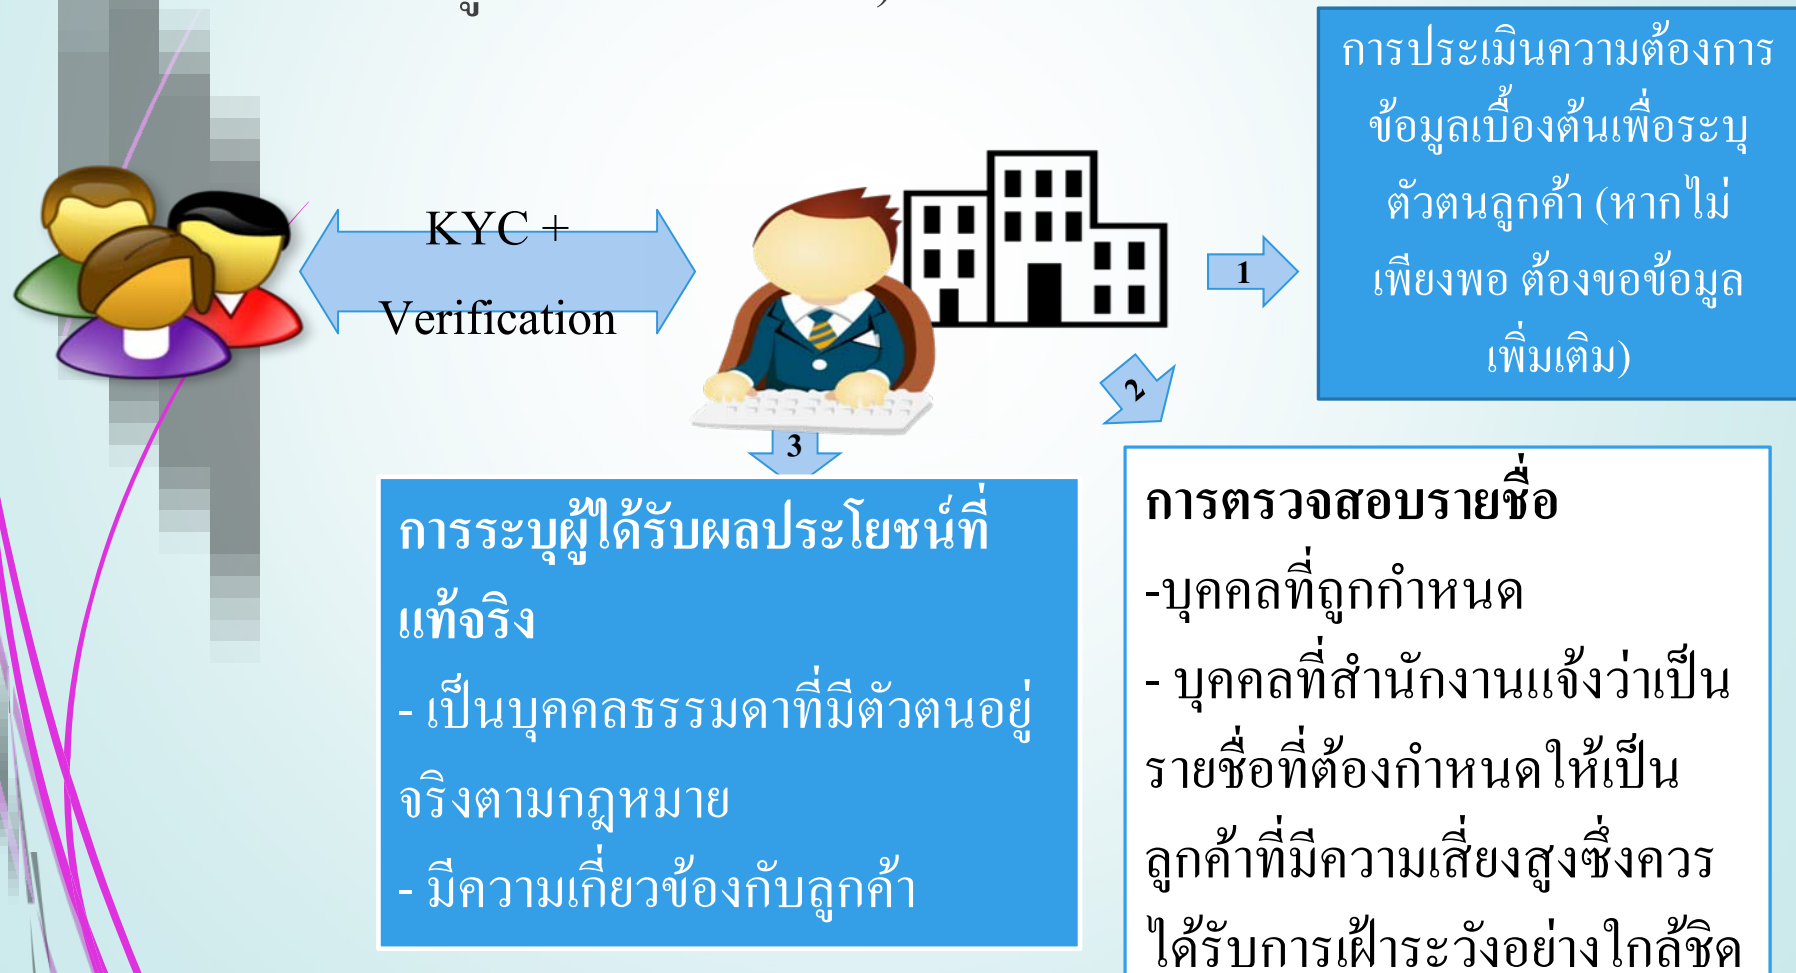 KYC +
Verification
1
การประเมินความต้องการ
ข้อมูลเบื้องต้นเพื่อระบุ
ตัวตนลูกค้า (หากไม่
เพียงพอ ต้องขอข้อมูล
เพิ่มเติม)
2
การตรวจสอบรายชื่อ
-บุคคลที่ถูกกำหนด
- บุคคลที่สำนักงานแจ้งว่าเป็น
รายชื่อที่ต้องกำหนดให้เป็น
ลูกค้าที่มีความเสี่ยงสูงซึ่งควร
ได้รับการเฝ้าระวังอย่างใกล้ชิด
3
การระบุผู้ได้รับผลประโยชน์ที่
แท้จริง
- เป็นบุคคลธรรมดาที่มีตัวตนอยู่
จริงตามกฎหมาย
- มีความเกี่ยวข้องกับลูกค้า